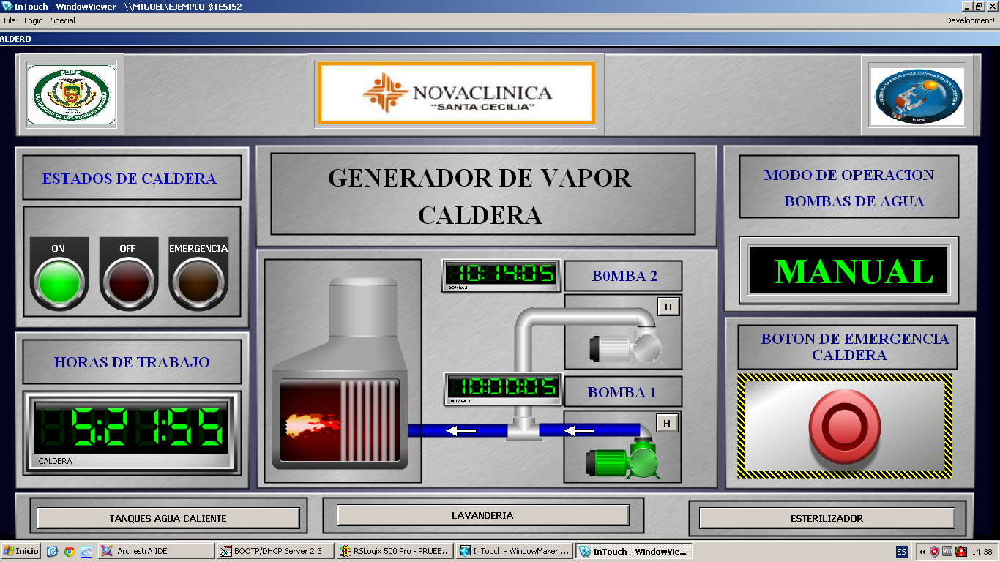 InTouch - WindowViewer - \\MIGUEL\EJEMPLO-$TESIS2
File Logic Special Development!
ALDERO
ESPE
NOVACLINICA
"SANTA CECILIA"
ESPE
ESTADOS DE CALDERA
ON OFF EMERGENCIA
HORAS DE TRABAJO
5:21:55
CALDERA
GENERADOR DE VAPOR
CALDERA
10:14:05
BOMBA 2
B0MBA 2
H
10:00:05
BOMBA 1
BOMBA 1
H
MODO DE OPERACION
BOMBAS DE AGUA
MANUAL
BOTON DE EMERGENCIA
CALDERA
TANQUES AGUA CALIENTE
LAVANDERIA
ESTERILIZADOR
Inicio
ArchestrA IDE
BOOTP/DHCP Server 2.3
RSLogix 500 Pro - PRUEB...
InTouch - WindowMaker ...
InTouch - WindowVie...
ES
«
14:38